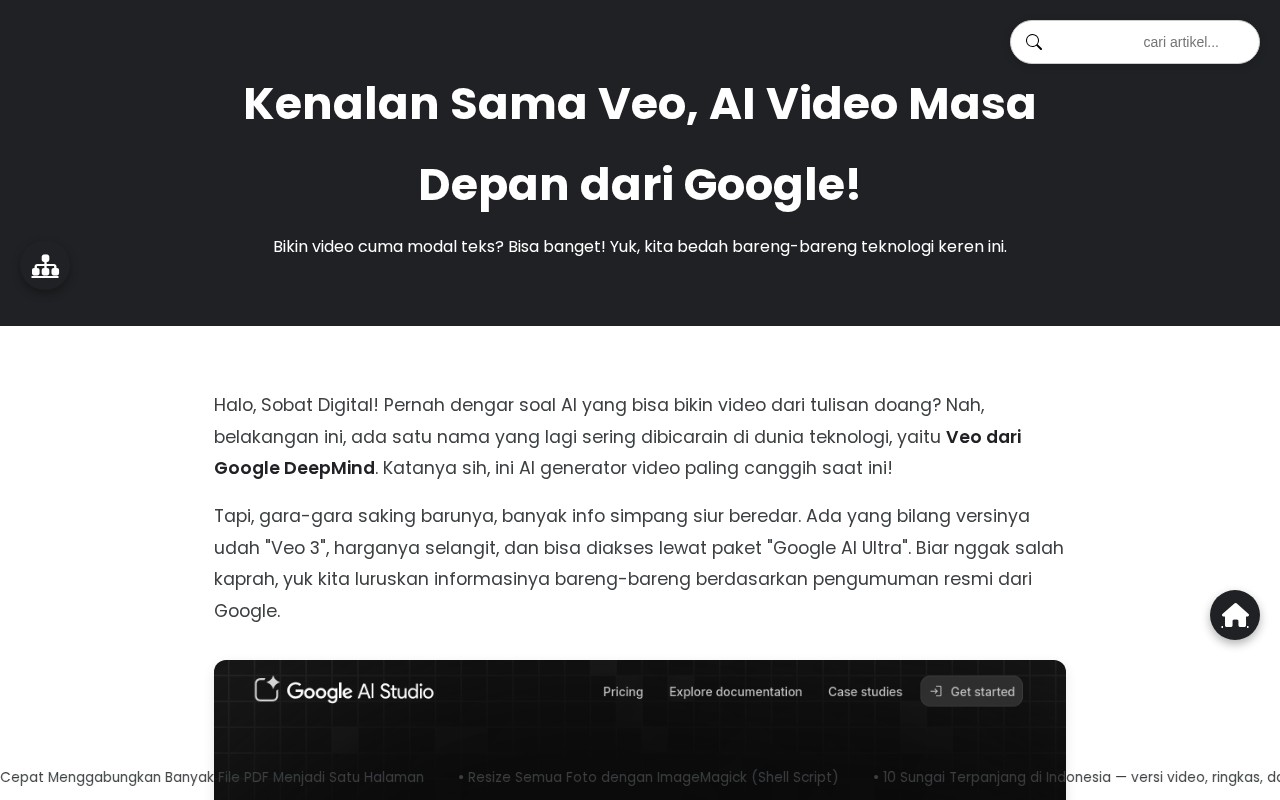 cari artikel...
Kenalan Sama Veo, AI Video Masa
Depan dari Google!
Bikin video cuma modal teks? Bisa banget! Yuk, kita bedah bareng-bareng teknologi keren ini.
Halo, Sobat Digital! Pernah dengar soal AI yang bisa bikin video dari tulisan doang? Nah,
belakangan ini, ada satu nama yang lagi sering dibicarain di dunia teknologi, yaitu Veo dari
Google DeepMind. Katanya sih, ini AI generator video paling canggih saat ini!
Tapi, gara-gara saking barunya, banyak info simpang siur beredar. Ada yang bilang versinya
udah "Veo 3", harganya selangit, dan bisa diakses lewat paket "Google AI Ultra". Biar nggak salah
kaprah, yuk kita luruskan informasinya bareng-bareng berdasarkan pengumuman resmi dari
Google.
Google AI Studio Pricing Explore documentation Case studies Get started
Cepat Menggabungkan Banyak File PDF Menjadi Satu Halaman • Resize Semua Foto dengan ImageMagick (Shell Script) • 10 Sungai Terpanjang di Indonesia — versi video, ringkas,